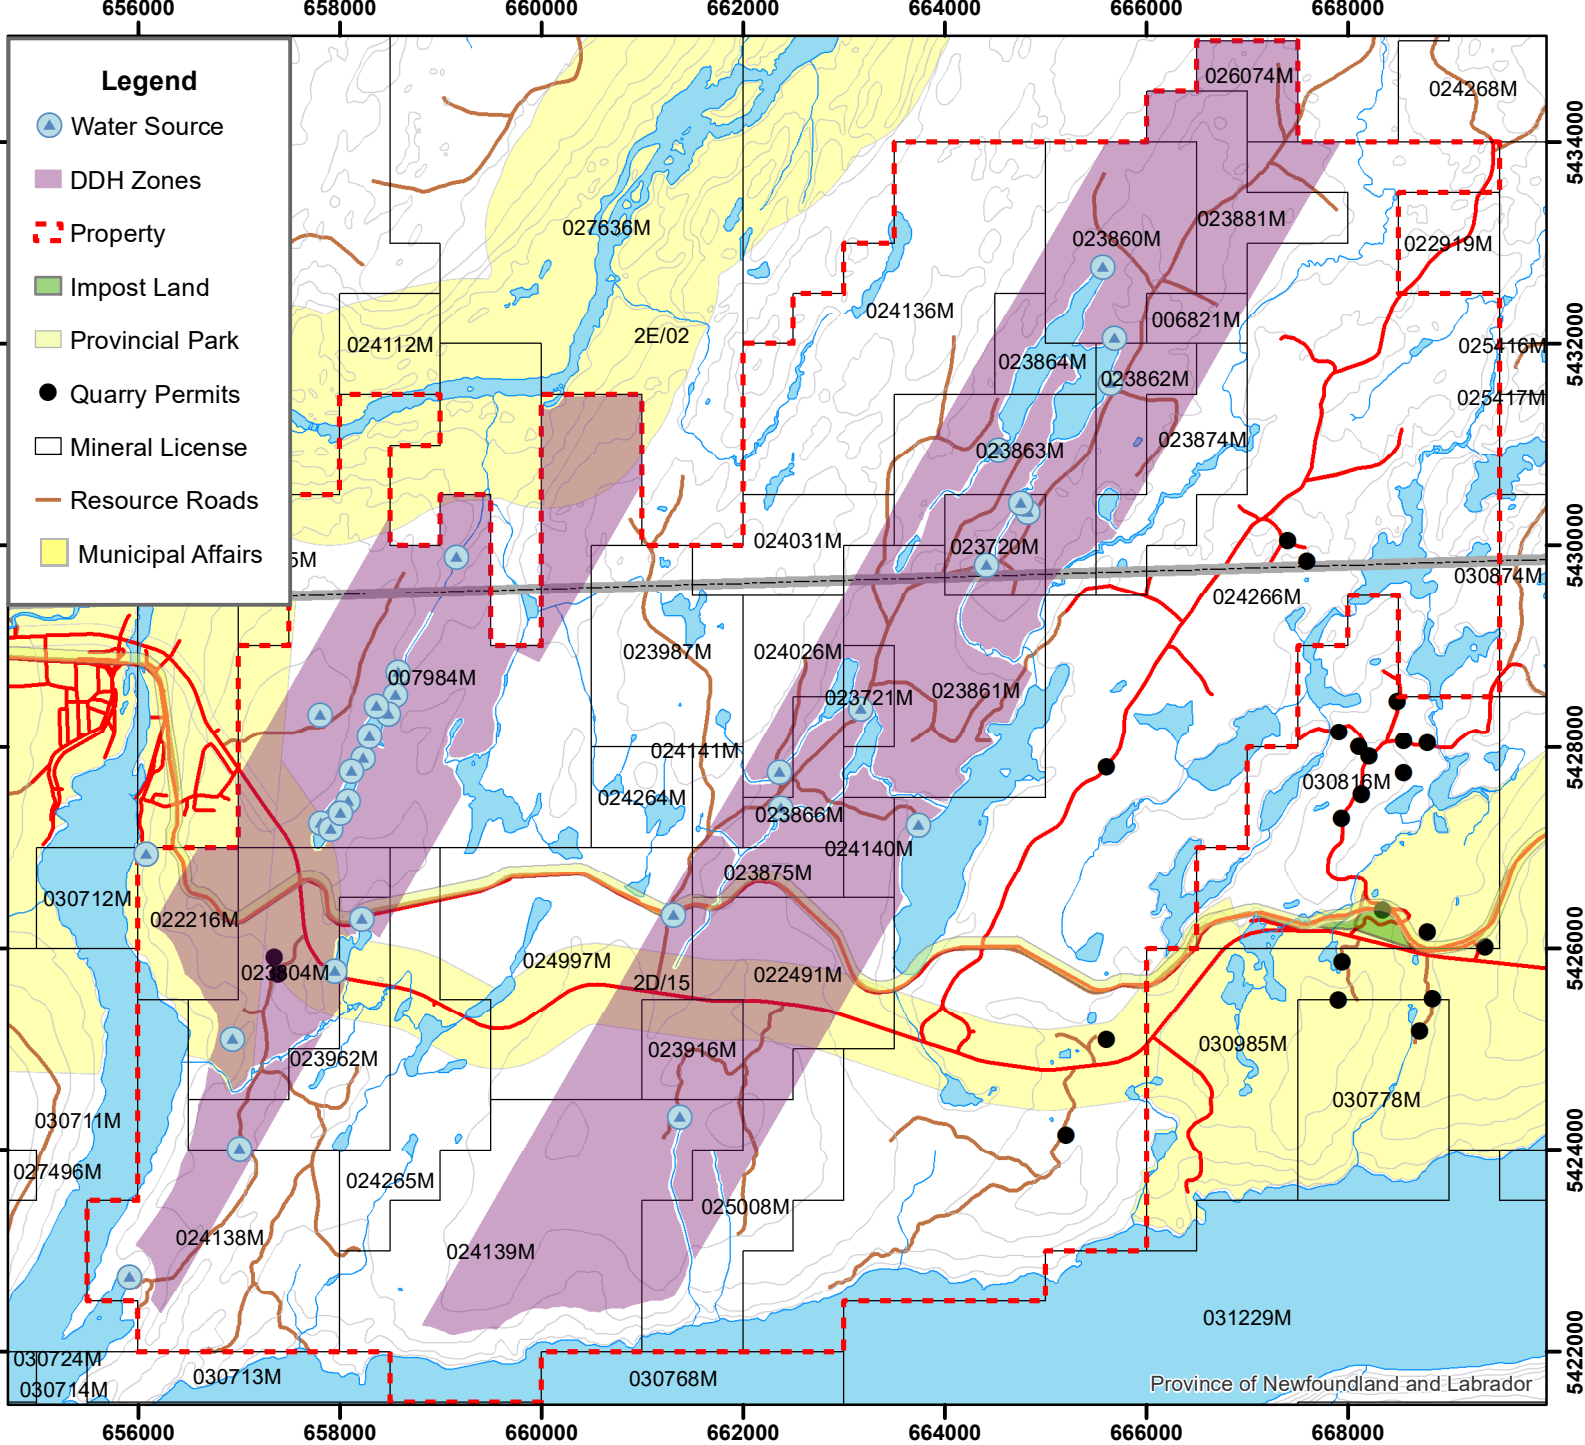 656000 658000 660000 662000 664000 666000 668000
Legend
Water Source
DDH Zones
Property
Impost Land
Provincial Park
Quarry Permits
Mineral License
Resource Roads
Municipal Affairs
026074M
024268M
5434000
027636M
023881M
023860M
022919M
024136M
006821M
2E/02
024112M
5432000
025416M
023864M
023862M
025417M
023874M
023863M
5430000
024031M
023720M
5M
030874M
024266M
023987M
024026M
007984M
023721M
023861M
5428000
024141M
030816M
024264M
023866M
024140M
023875M
030712M
022216M
5426000
024997M
023804M
022491M
2D/15
023962M
023916M
030985M
030778M
030711M
5424000
027496M
024265M
025008M
024138M
024139M
031229M
5422000
030724M
030714M
030713M
030768M
Province of Newfoundland and Labrador
656000 658000 660000 662000 664000 666000 668000